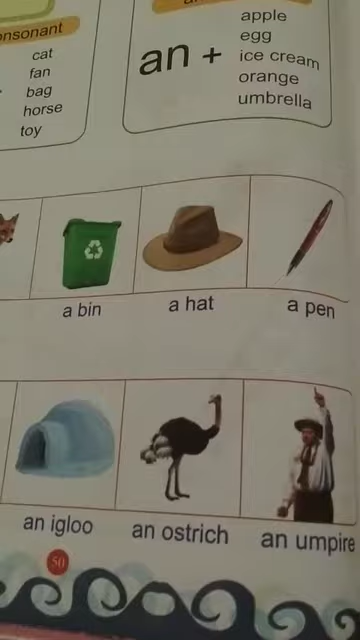 onsonant
cat
fan
bag
horse
toy
an +
apple
egg
ice cream
orange
umbrella
a bin
a hat
a pen
an igloo
an ostrich
an umpire
50